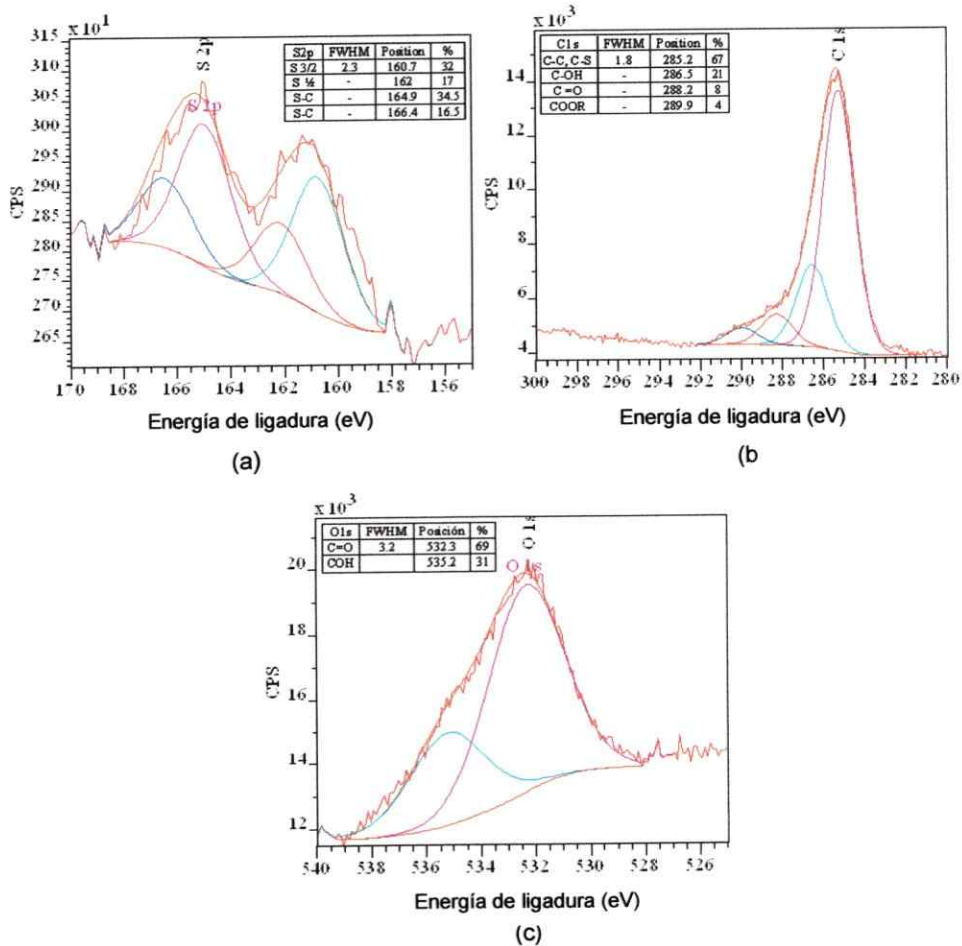 x 10¹
315
310
305
300
295
290
285
280
275
270
265
CPS
S 2p
S 2p
S2p FWHM Position %
S 3/2 2.3 160.7 32
S ½ - 162 17
S-C - 164.9 34.5
S-C - 166.4 16.5
170 168 166 164 162 160 158 156
Energía de ligadura (eV)
(a)
x 10³
14
12
10
8
6
4
CPS
C 1s
C1s FWHM Position %
C-C, C-S 1.8 285.2 67
C-OH - 286.5 21
C =O - 288.2 8
COOR - 289.9 4
300 298 296 294 292 290 288 286 284 282 280
Energía de ligadura (eV)
(b)
x 10³
20
18
16
14
12
CPS
O 1s
O 1s
O1s FWHM Posición %
C=O 3.2 532.3 69
COH 535.2 31
540 538 536 534 532 530 528 526
Energía de ligadura (eV)
(c)